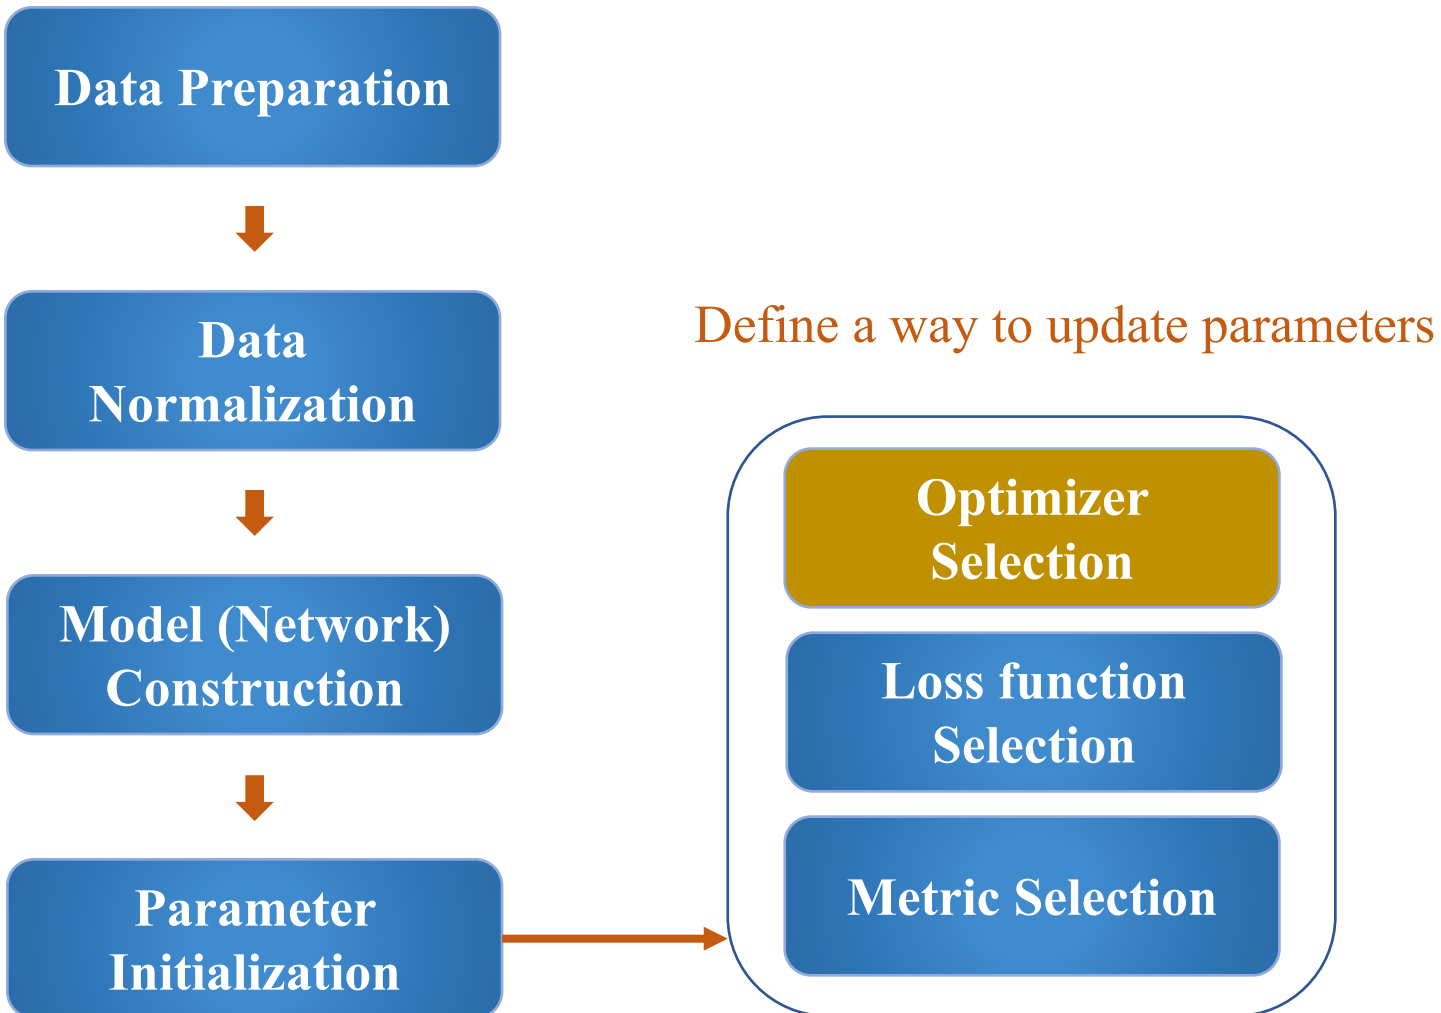 Data Preparation
Data
Normalization
Model (Network)
Construction
Parameter
Initialization
Define a way to update parameters
Optimizer
Selection
Loss function
Selection
Metric Selection